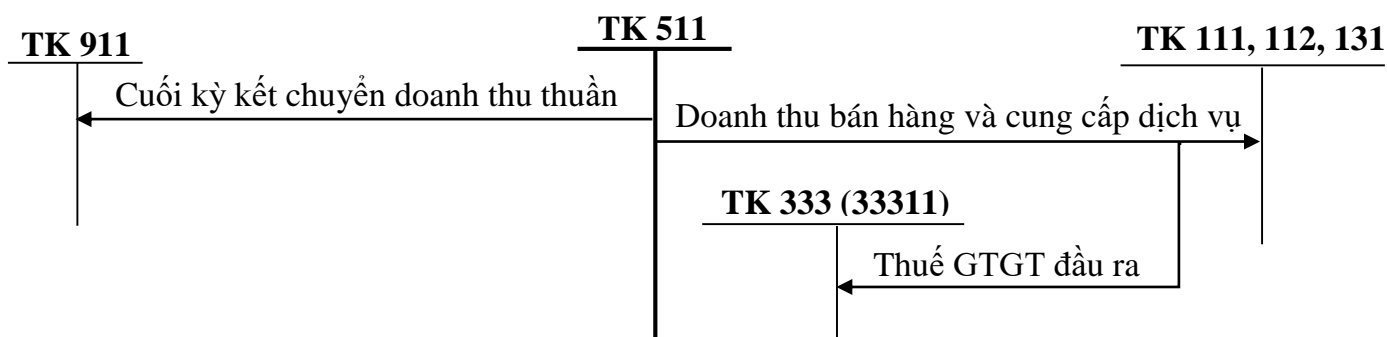 TK 911
TK 511
TK 111, 112, 131
Cuối kỳ kết chuyển doanh thu thuần
Doanh thu bán hàng và cung cấp dịch vụ
TK 333 (33311)
Thuế GTGT đầu ra